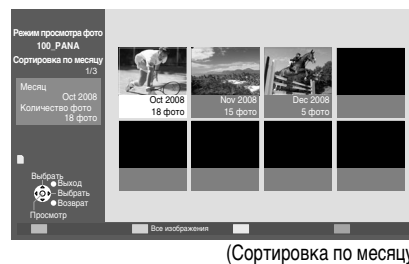 Режим просмотра фото
100_PANA
Сортировка по месяцу
1/3
Месяц
Oct 2008
Количество фото
18 фото
Oct 2008
18 фото
Nov 2008
15 фото
Dec 2008
5 фото
Выбрать
Выход
Выбрать
Возврат
Просмотр
Все изображения
(Сортировка по месяцу